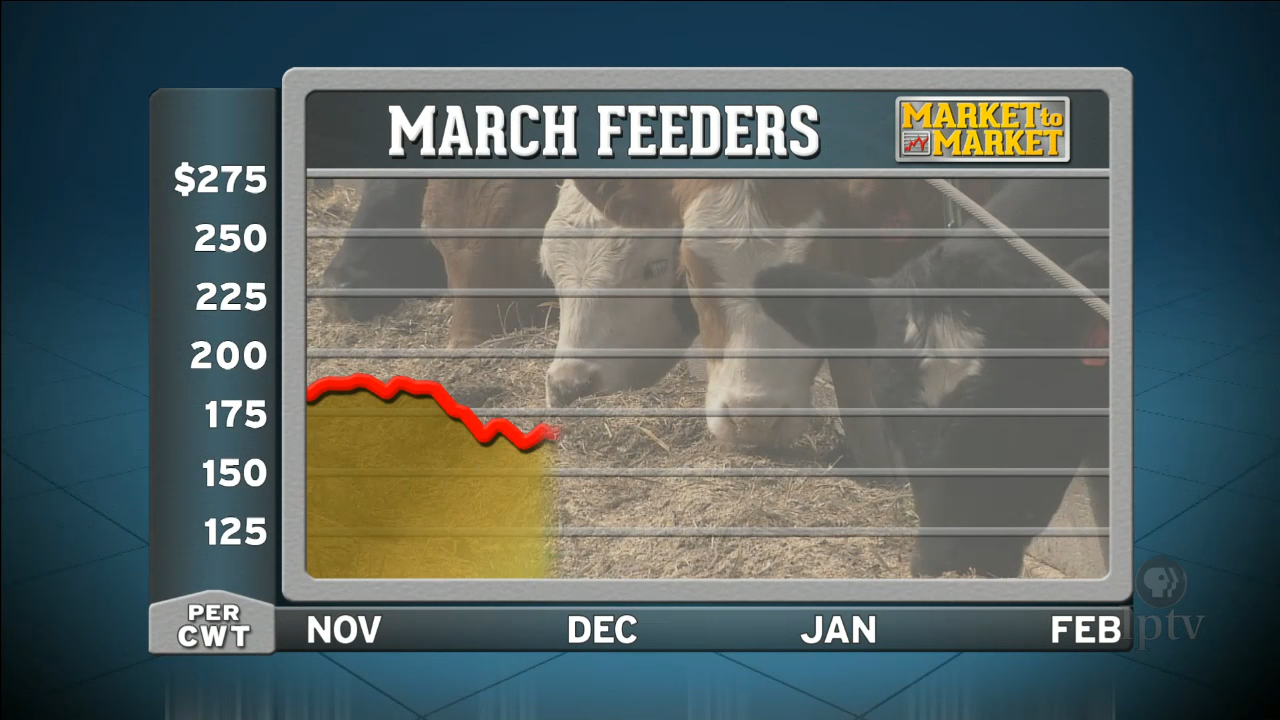 MARCH FEEDERS
MARKET to
MARKET
$275
250
225
200
175
150
125
PER
CWT
NOV
DEC
JAN
FEB
iptv